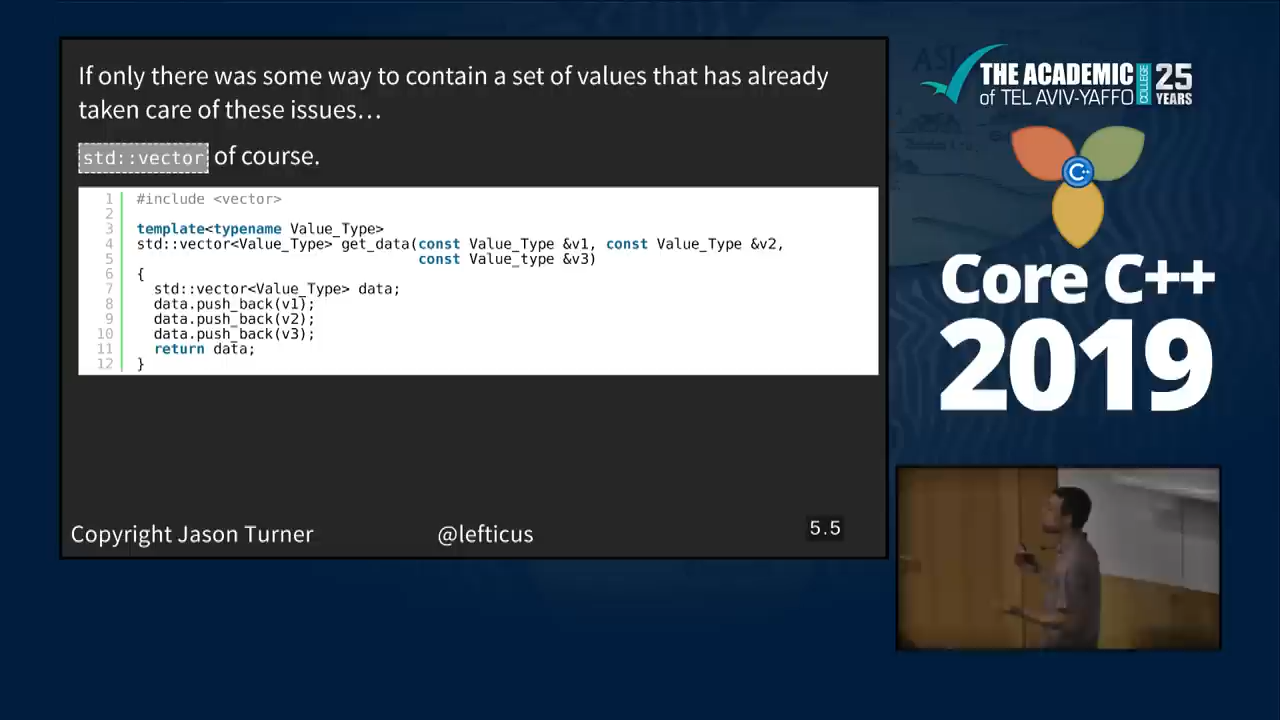 If only there was some way to contain a set of values that has already
taken care of these issues…
std::vector of course.
1 #include <vector>
2
3 template<typename Value_Type>
4 std::vector<Value_Type> get_data(const Value_Type &v1, const Value_Type &v2,
5 const Value_type &v3)
6 {
7 std::vector<Value_Type> data;
8 data.push_back(v1);
9 data.push_back(v2);
10 data.push_back(v3);
11 return data;
12 }
Copyright Jason Turner
@lefticus
5.5
THE ACADEMIC
of TEL AVIV-YAFFO
COLLEGE
25
YEARS
C++
Core C++
2019